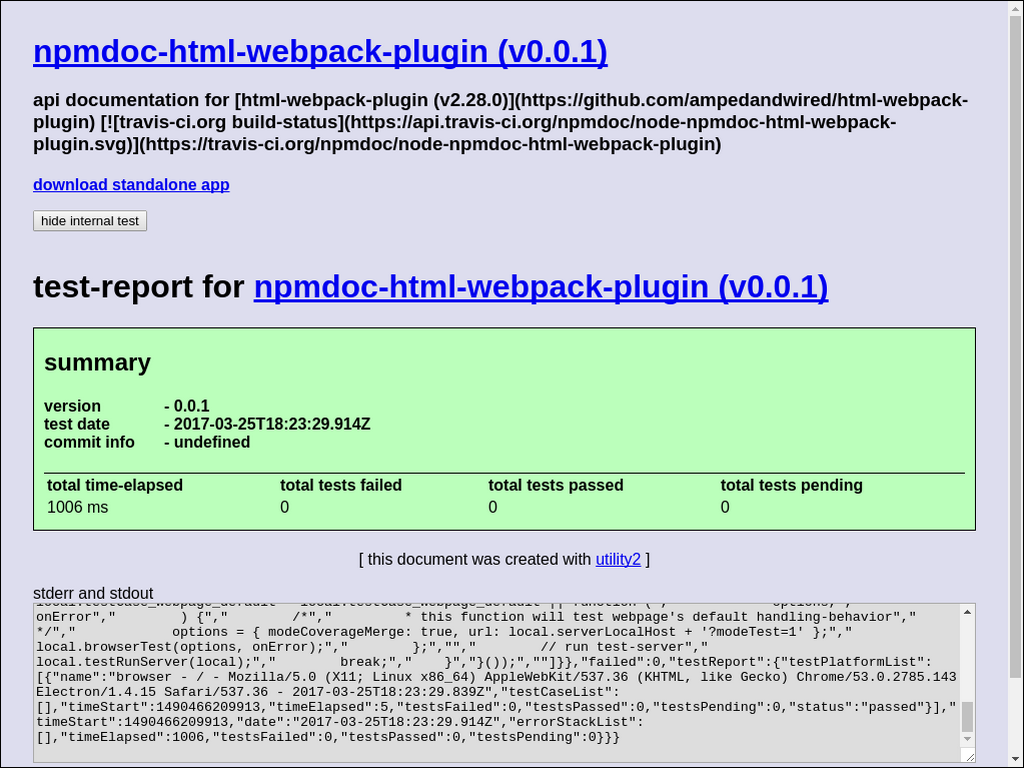 npmdoc-html-webpack-plugin (v0.0.1)
api documentation for [html-webpack-plugin (v2.28.0)](https://github.com/ampedandwired/html-webpack-
plugin) [![travis-ci.org build-status](https://api.travis-ci.org/npmdoc/node-npmdoc-html-webpack-
plugin.svg)](https://travis-ci.org/npmdoc/node-npmdoc-html-webpack-plugin)
download standalone app
hide internal test
test-report for npmdoc-html-webpack-plugin (v0.0.1)
summary
version - 0.0.1
test date - 2017-03-25T18:23:29.914Z
commit info - undefined
total time-elapsed total tests failed total tests passed total tests pending
1006 ms 0 0 0
[ this document was created with utility2 ]
stderr and stdout
onError","        ) {","        /*","         * this function will test webpage's default handling-behavior","
*/","            options = { modeCoverageMerge: true, url: local.serverLocalHost + '?modeTest=1' };","
local.browserTest(options, onError);","        };","","        // run test-server","
local.testRunServer(local);","        break;","    }","}());",""]}},"failed":0,"testReport":{"testPlatformList":
[{"name":"browser - / - Mozilla/5.0 (X11; Linux x86_64) AppleWebKit/537.36 (KHTML, like Gecko) Chrome/53.0.2785.143
Electron/1.4.15 Safari/537.36 - 2017-03-25T18:23:29.839Z","testCaseList":
[],"timeStart":1490466209913,"timeElapsed":5,"testsFailed":0,"testsPassed":0,"testsPending":0,"status":"passed"}],"
timeStart":1490466209913,"date":"2017-03-25T18:23:29.914Z","errorStackList":
[],"timeElapsed":1006,"testsFailed":0,"testsPassed":0,"testsPending":0}}}